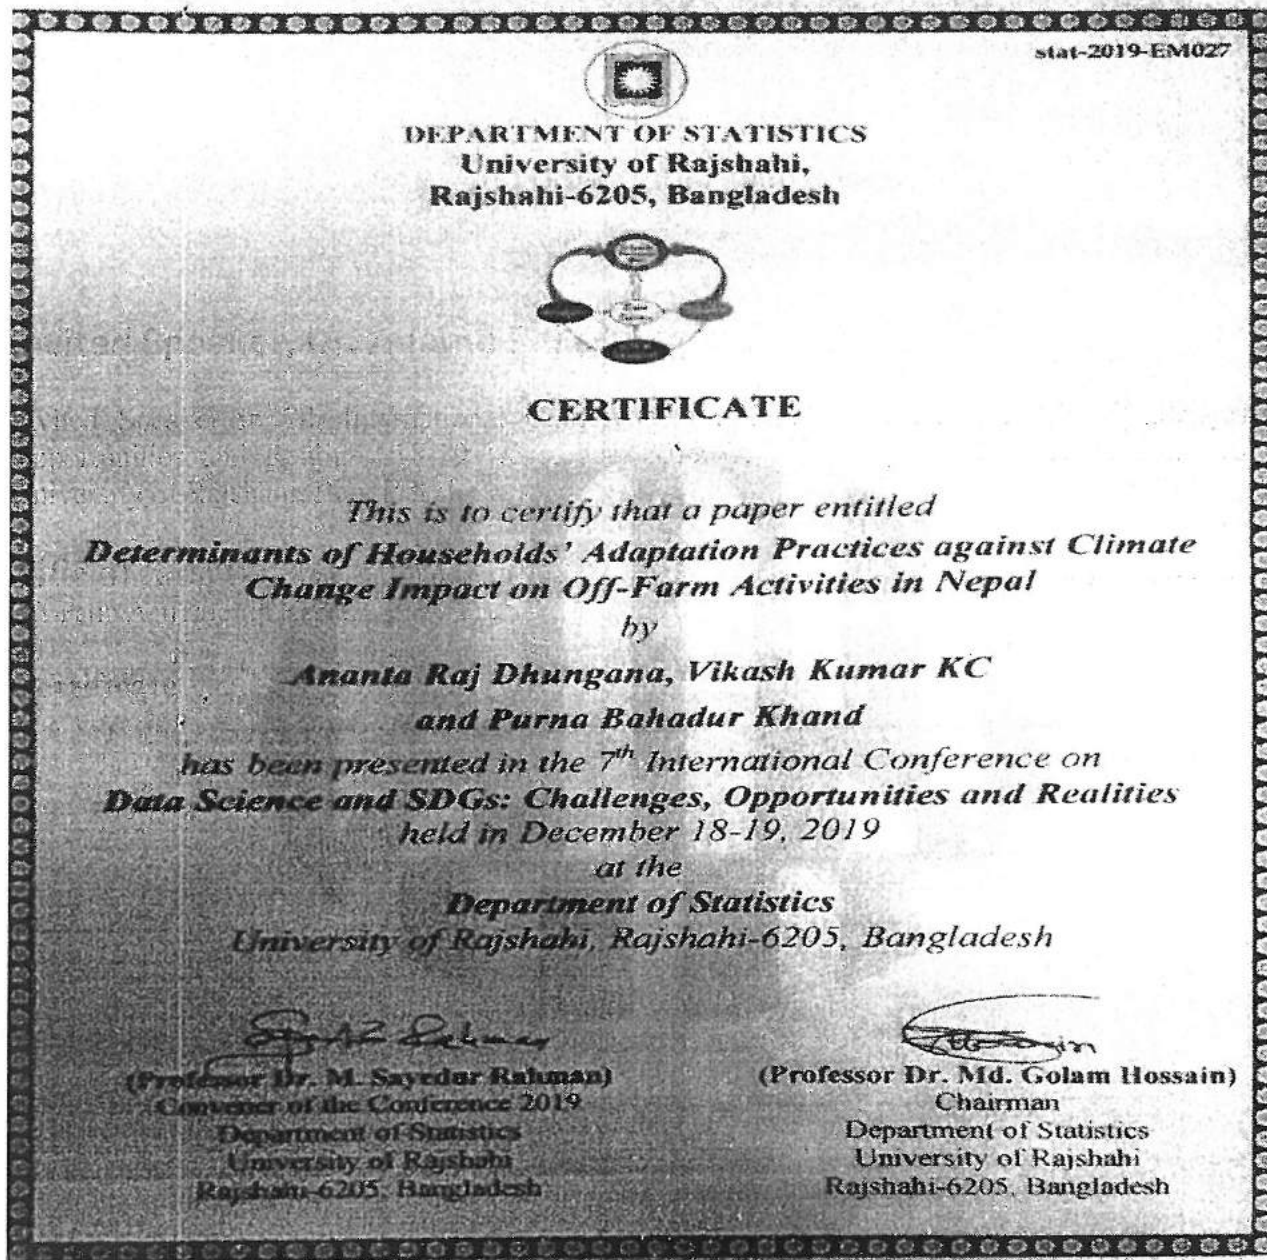 stat-2019-EM027
DEPARTMENT OF STATISTICS
University of Rajshahi,
Rajshahi-6205, Bangladesh
CERTIFICATE
This is to certify that a paper entitled
Determinants of Households' Adaptation Practices against Climate
Change Impact on Off-Farm Activities in Nepal
by
Ananta Raj Dhungana, Vikash Kumar KC
and Purna Bahadur Khand
has been presented in the 7th International Conference on
Data Science and SDGs: Challenges, Opportunities and Realities
held in December 18-19, 2019
at the
Department of Statistics
University of Rajshahi, Rajshahi-6205, Bangladesh
(Professor Dr. M. Sayedur Rahman)
Convener of the Conference 2019
Department of Statistics
University of Rajshahi
Rajshahi-6205, Bangladesh
(Professor Dr. Md. Golam Hossain)
Chairman
Department of Statistics
University of Rajshahi
Rajshahi-6205, Bangladesh